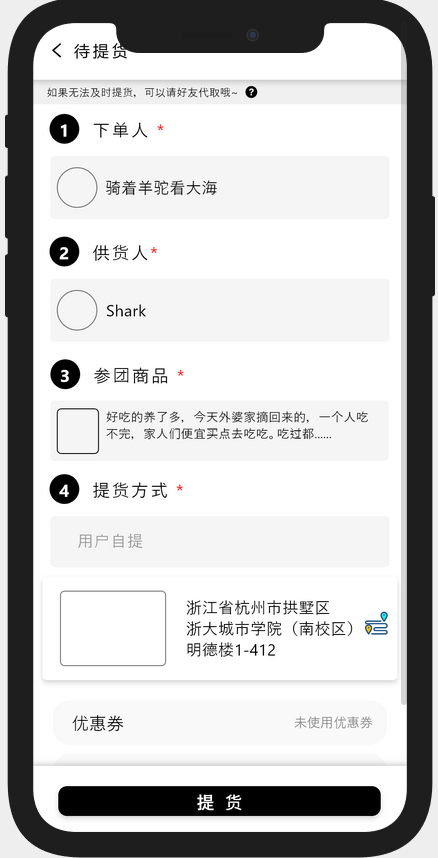 待提货
如果无法及时提货，可以请好友代取哦~ ?
1 下单人 *
骑着羊驼看大海
2 供货人*
Shark
3 参团商品 *
好吃的养了多，今天外婆家摘回来的，一个人吃
不完，家人们便宜买点去吃吃。吃过都......
4 提货方式 *
用户自提
浙江省杭州市拱墅区
浙大城市学院（南校区）
明德楼1-412
优惠券 未使用优惠券
提 货